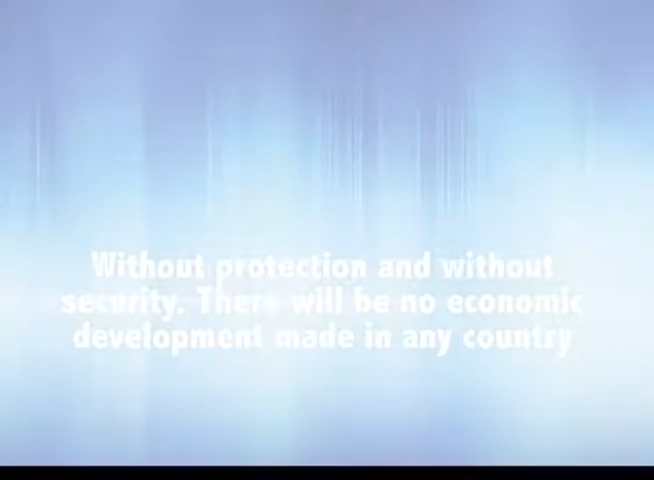 Without protection and without
security. There will be no economic
development made in any country